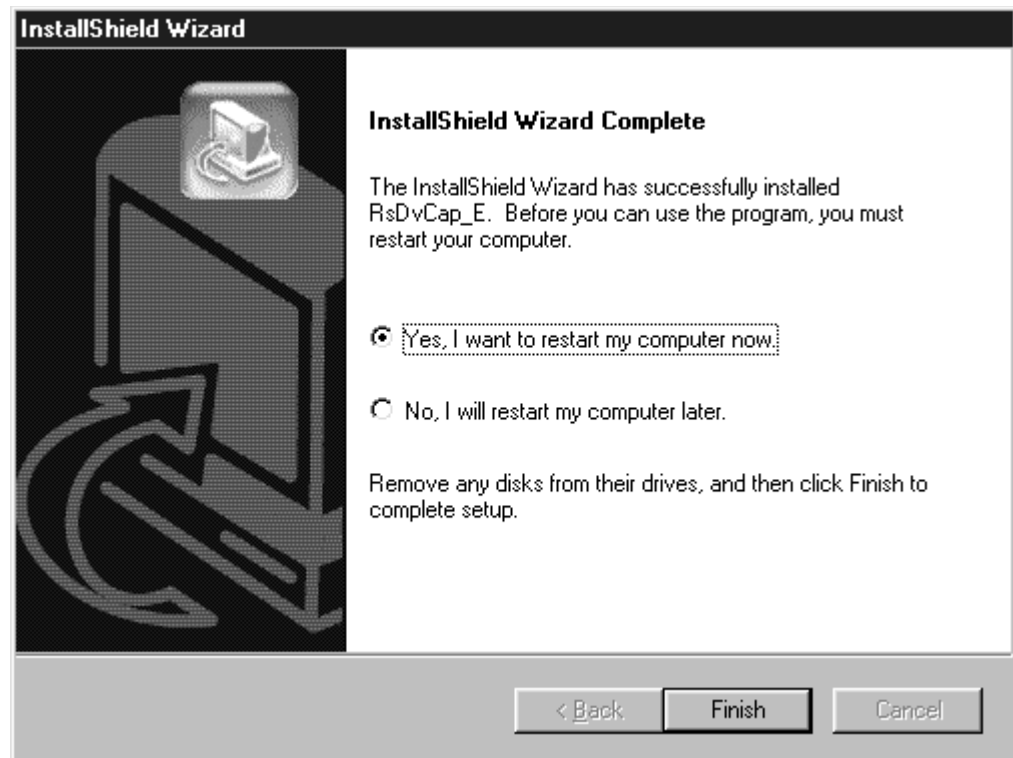 InstallShield Wizard
InstallShield Wizard Complete
The InstallShield Wizard has successfully installed
RsDvCap_E.  Before you can use the program, you must
restart your computer.
Yes, I want to restart my computer now.
No, I will restart my computer later.
Remove any disks from their drives, and then click Finish to
complete setup.
< Back
Finish
Cancel